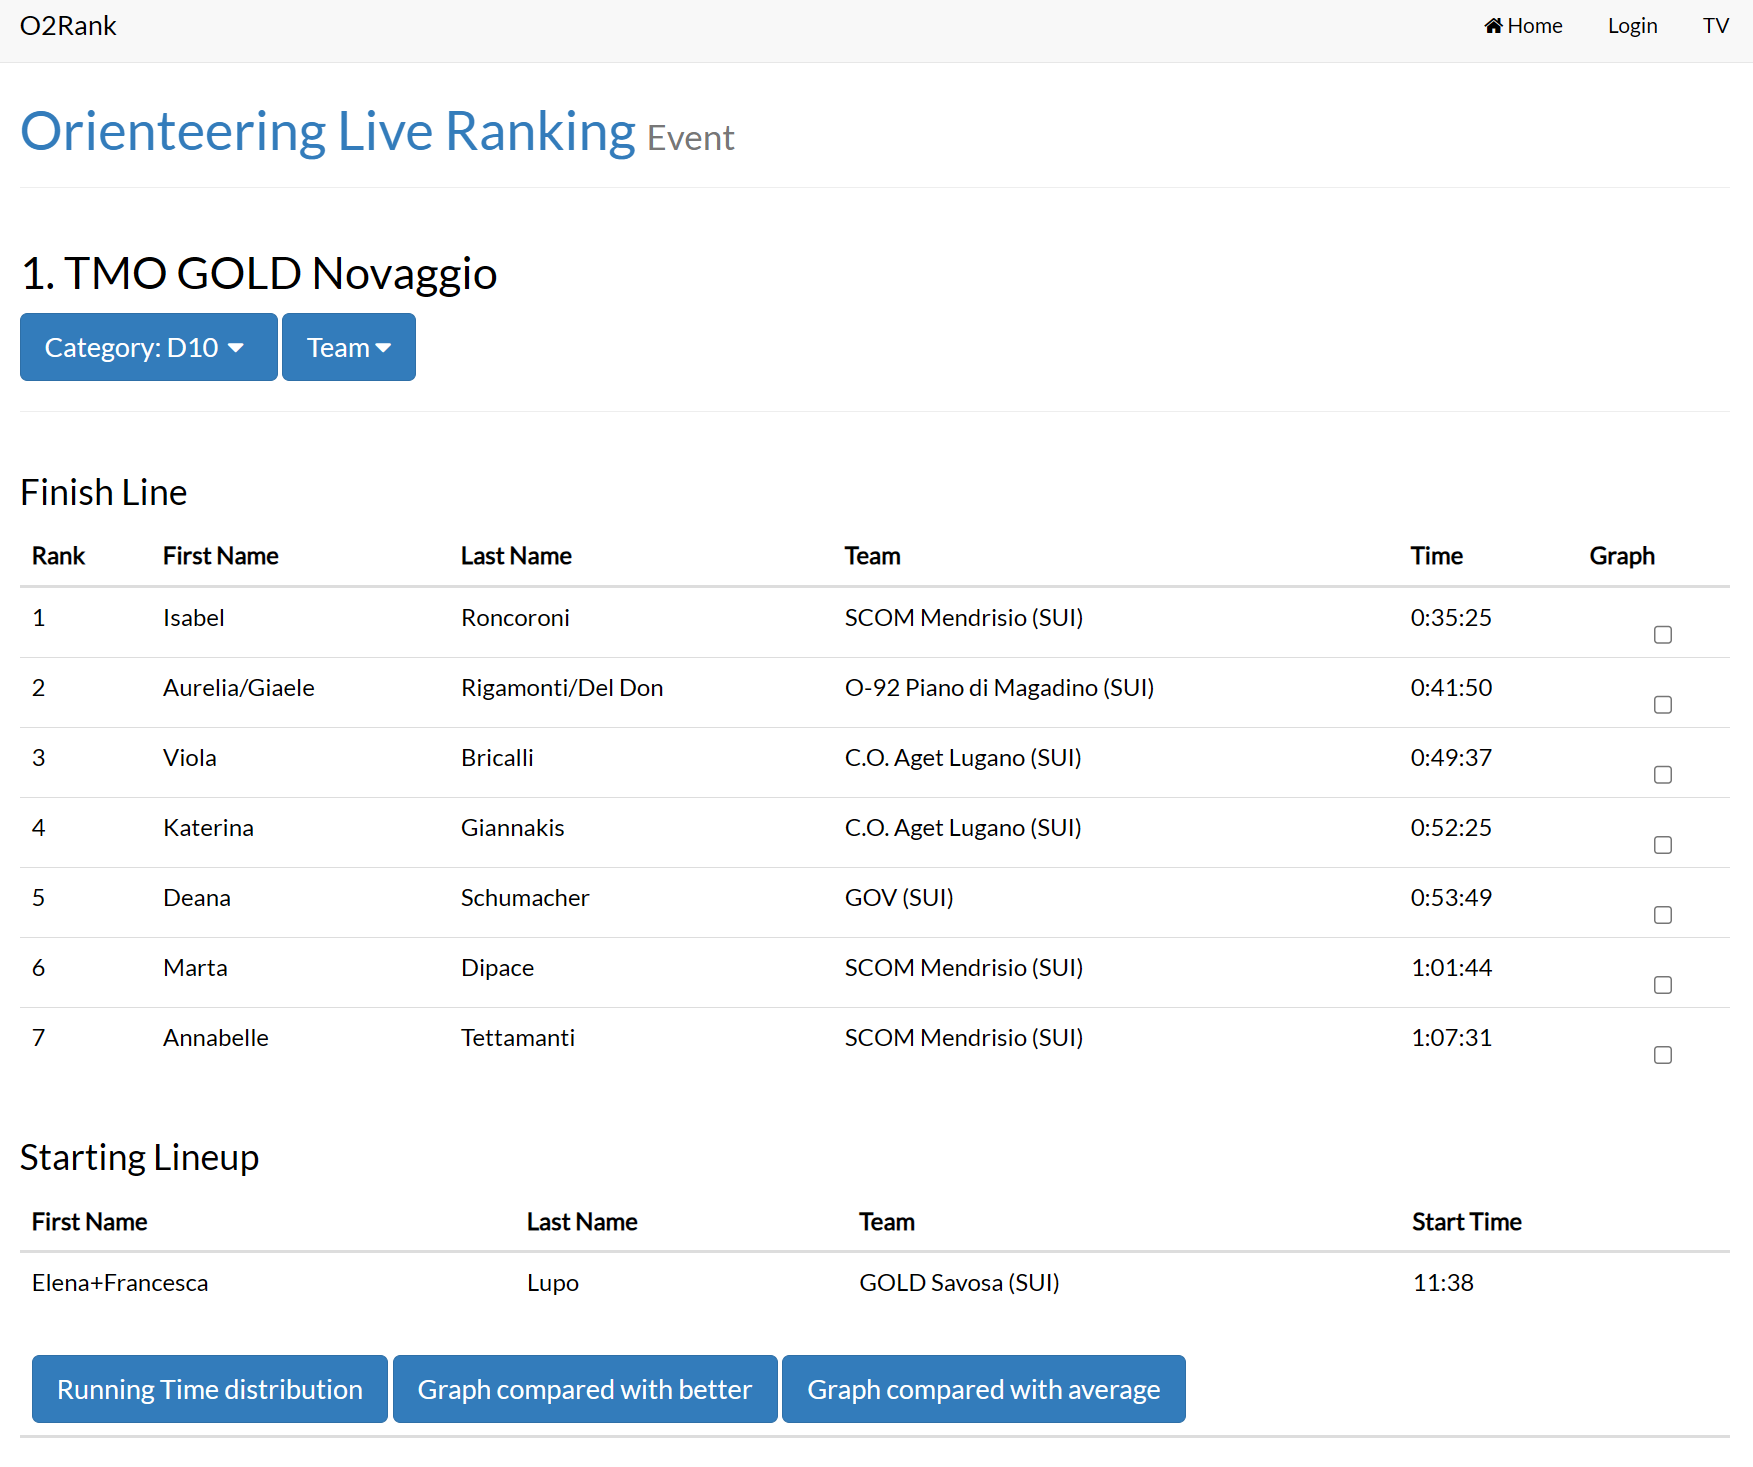 O2Rank Home Login TV
Orienteering Live Ranking Event
1. TMO GOLD Novaggio
Category: D10 Team
Finish Line
Rank First Name Last Name Team Time Graph
1 Isabel Roncoroni SCOM Mendrisio (SUI) 0:35:25
2 Aurelia/Giaele Rigamonti/Del Don O-92 Piano di Magadino (SUI) 0:41:50
3 Viola Bricalli C.O. Aget Lugano (SUI) 0:49:37
4 Katerina Giannakis C.O. Aget Lugano (SUI) 0:52:25
5 Deana Schumacher GOV (SUI) 0:53:49
6 Marta Dipace SCOM Mendrisio (SUI) 1:01:44
7 Annabelle Tettamanti SCOM Mendrisio (SUI) 1:07:31
Starting Lineup
First Name Last Name Team Start Time
Elena+Francesca Lupo GOLD Savosa (SUI) 11:38
Running Time distribution Graph compared with better Graph compared with average